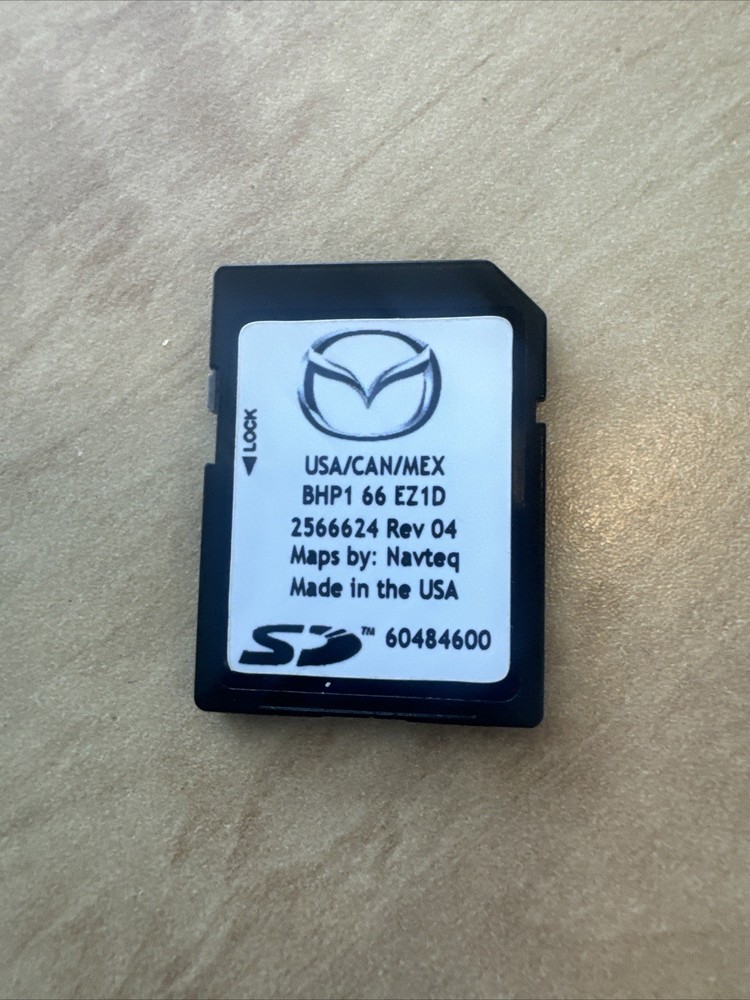 ◀ LOCK
USA/CAN/MEX
BHP1 66 EZ1D
2566624 Rev 04
Maps by: Navteq
Made in the USA
SD™ 60484600